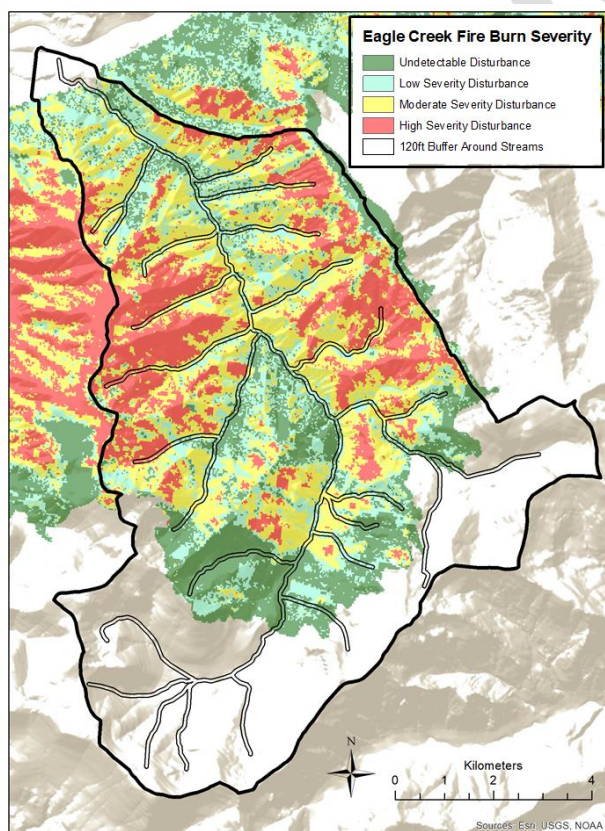 Eagle Creek Fire Burn Severity
Undetectable Disturbance
Low Severity Disturbance
Moderate Severity Disturbance
High Severity Disturbance
120ft Buffer Around Streams
N
Kilometers
0 1 2 4
Sources: Esri, USGS, NOAA